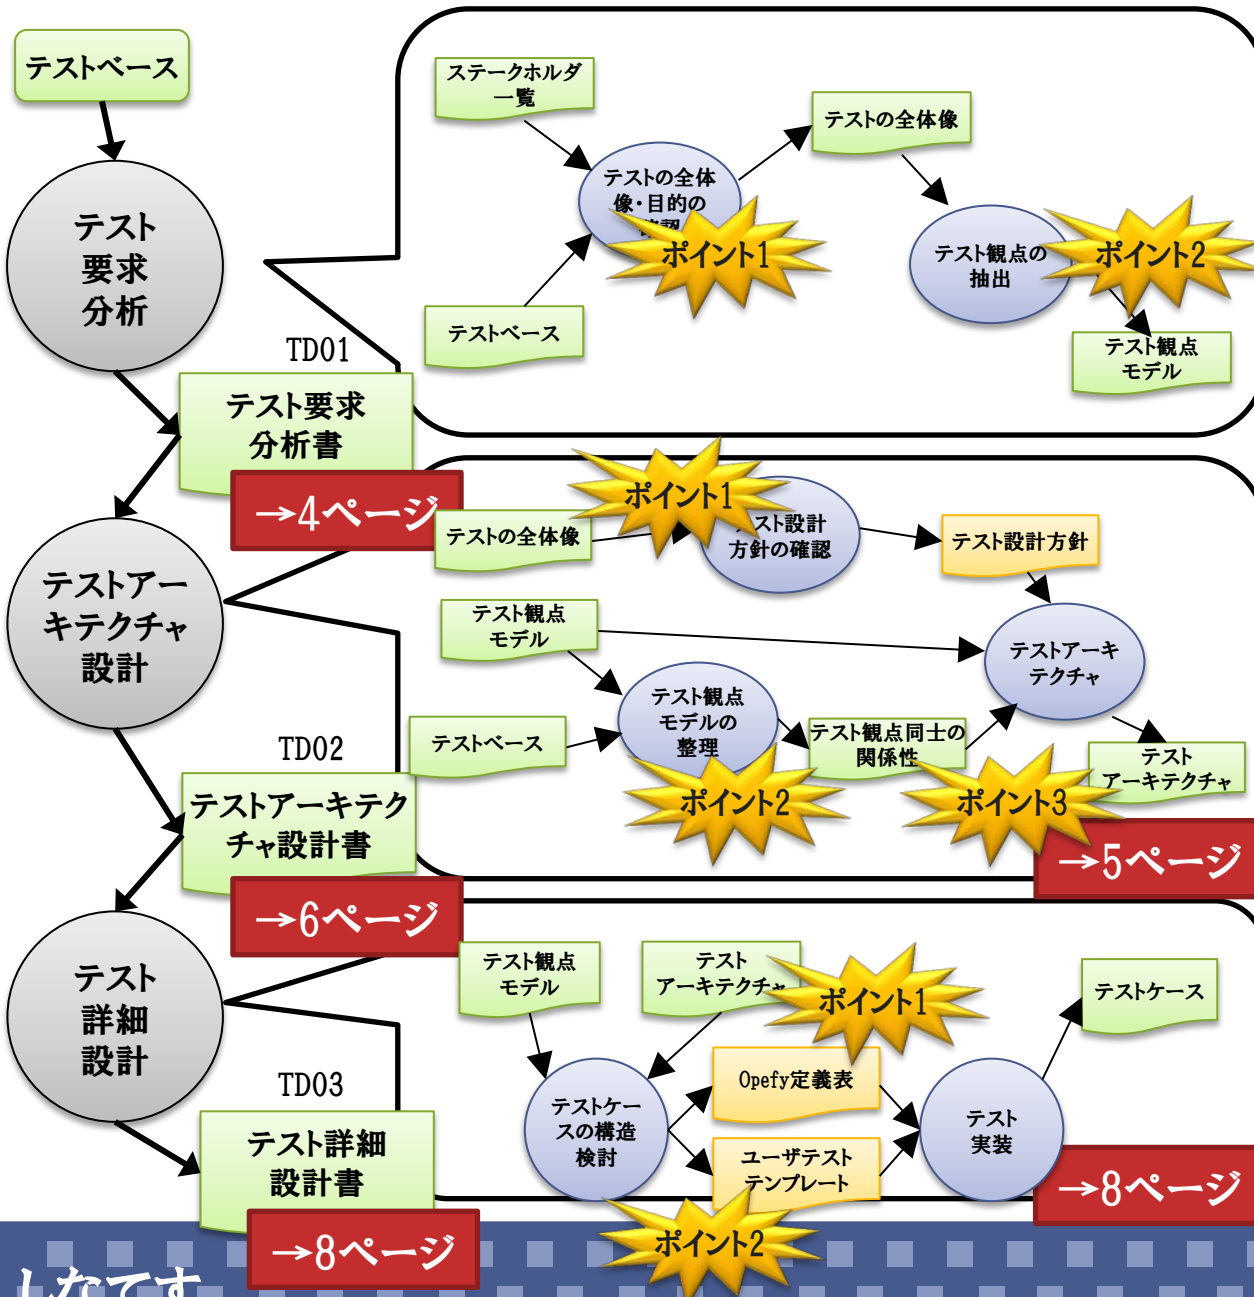 テストベース
テスト
要求
分析
TD01
テスト要求
分析書
→4ページ
ステークホルダ
一覧
テストの全体
像・目的の
確認
ポイント1
テストベース
テストの全体像
テスト観点の
抽出
ポイント2
テスト観点
モデル
テストアー
キテクチャ
設計
TD02
テストアーキテク
チャ設計書
→6ページ
テストの全体像
ポイント1
テスト設計
方針の確認
テスト設計方針
テスト観点
モデル
テストベース
テスト観点
モデルの
整理
ポイント2
テスト観点同士の
関係性
ポイント3
テストアーキ
テクチャ
テスト
アーキテクチャ
→5ページ
テスト
詳細
設計
TD03
テスト詳細
設計書
→8ページ
テスト観点
モデル
テスト
アーキテクチャ
ポイント1
テストケー
スの構造
検討
Opefy定義表
ユーザテスト
テンプレート
ポイント2
テスト
実装
テストケース
→8ページ
しなてす